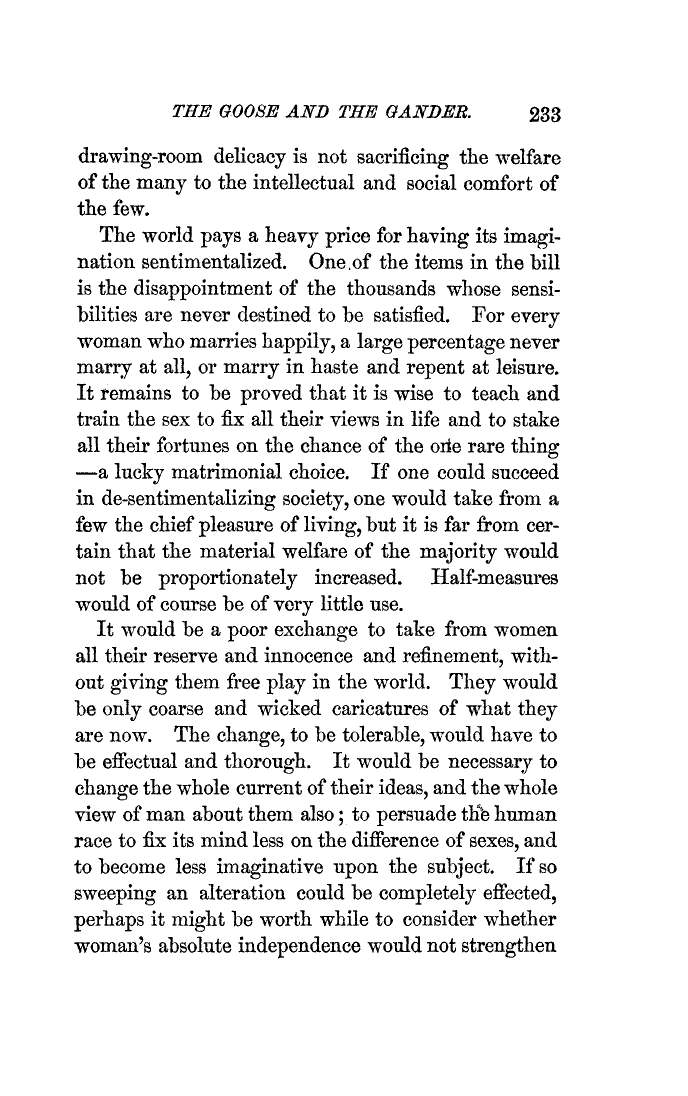 THE GOOSE AND THE GANDER. 233
drawing-room delicacy is not sacrificing the welfare
of the many to the intellectual and social comfort of
the few.
The world pays a heavy price for having its imagi-
nation sentimentalized. One of the items in the bill
is the disappointment of the thousands whose sensi-
bilities are never destined to be satisfied. For every
woman who marries happily, a large percentage never
marry at all, or marry in haste and repent at leisure.
It remains to be proved that it is wise to teach and
train the sex to fix all their views in life and to stake
all their fortunes on the chance of the one rare thing
—a lucky matrimonial choice. If one could succeed
in de-sentimentalizing society, one would take from a
few the chief pleasure of living, but it is far from cer-
tain that the material welfare of the majority would
not be proportionately increased. Half-measures
would of course be of very little use.
It would be a poor exchange to take from women
all their reserve and innocence and refinement, with-
out giving them free play in the world. They would
be only coarse and wicked caricatures of what they
are now. The change, to be tolerable, would have to
be effectual and thorough. It would be necessary to
change the whole current of their ideas, and the whole
view of man about them also; to persuade the human
race to fix its mind less on the difference of sexes, and
to become less imaginative upon the subject. If so
sweeping an alteration could be completely effected,
perhaps it might be worth while to consider whether
woman's absolute independence would not strengthen